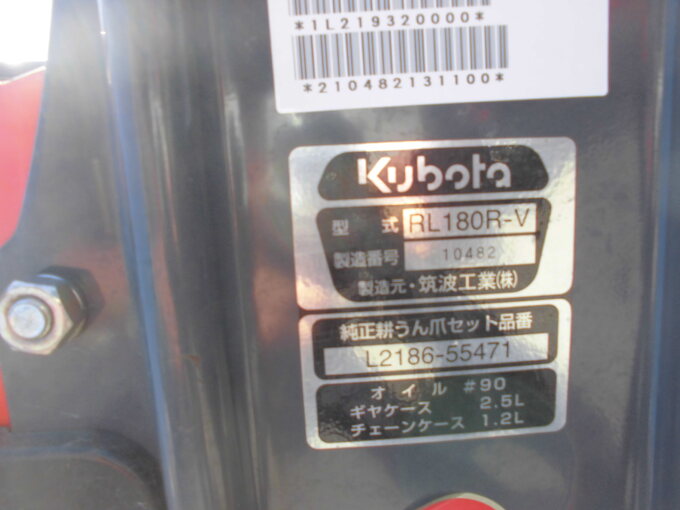 *1L219320000*
*210482131100*
Kubota
型式 RL180R-V
製造番号 10482
製造元・筑波工業(株)
純正耕うん爪セット品番
L2186-55471
オイル #90
ギヤケース 2.5L
チェーンケース 1.2L